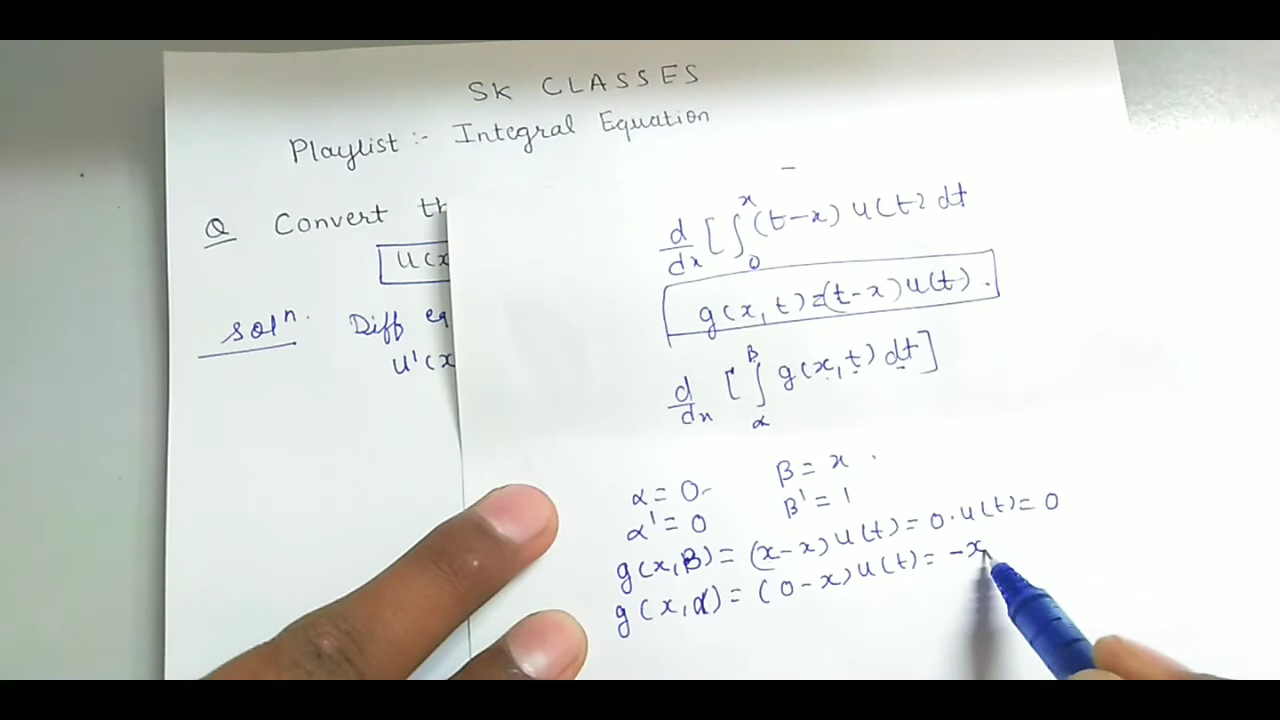 SK CLASSES
Playlist :- Integral Equation
Q Convert th
U(x
Solⁿ. Diff eq
U'(x
d/dx [∫₀ˣ (t-x) u(t) dt
g(x,t)=(t-x)u(t).
d/dx [∫_α^β g(x,t) dt]
α = 0 β = x
α' = 0 β' = 1
g(x,β) = (x-x) u(t) = 0.u(t) = 0
g(x,α) = (0-x) u(t) = -x